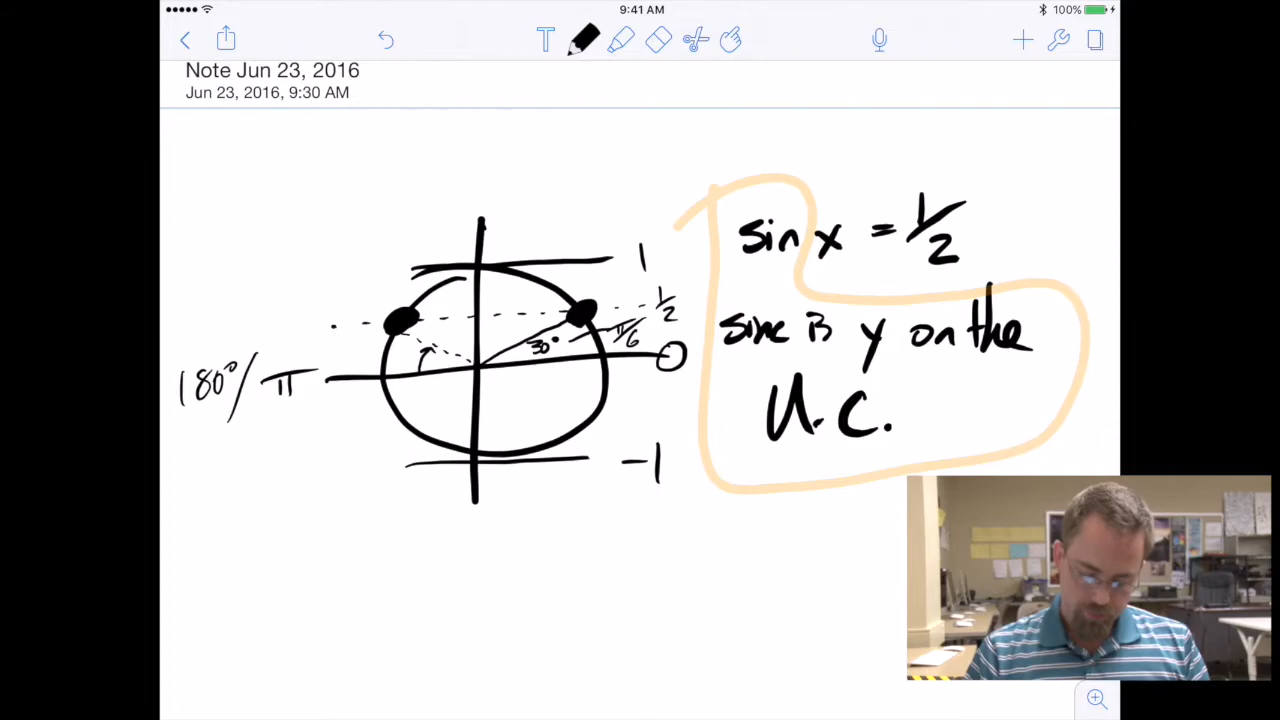 9:41 AM
100%
T
Note Jun 23, 2016
Jun 23, 2016, 9:30 AM
sin x = 1/2
1
1/2
30°
π/6
0
180°/π
-1
sine is y on the
U.C.